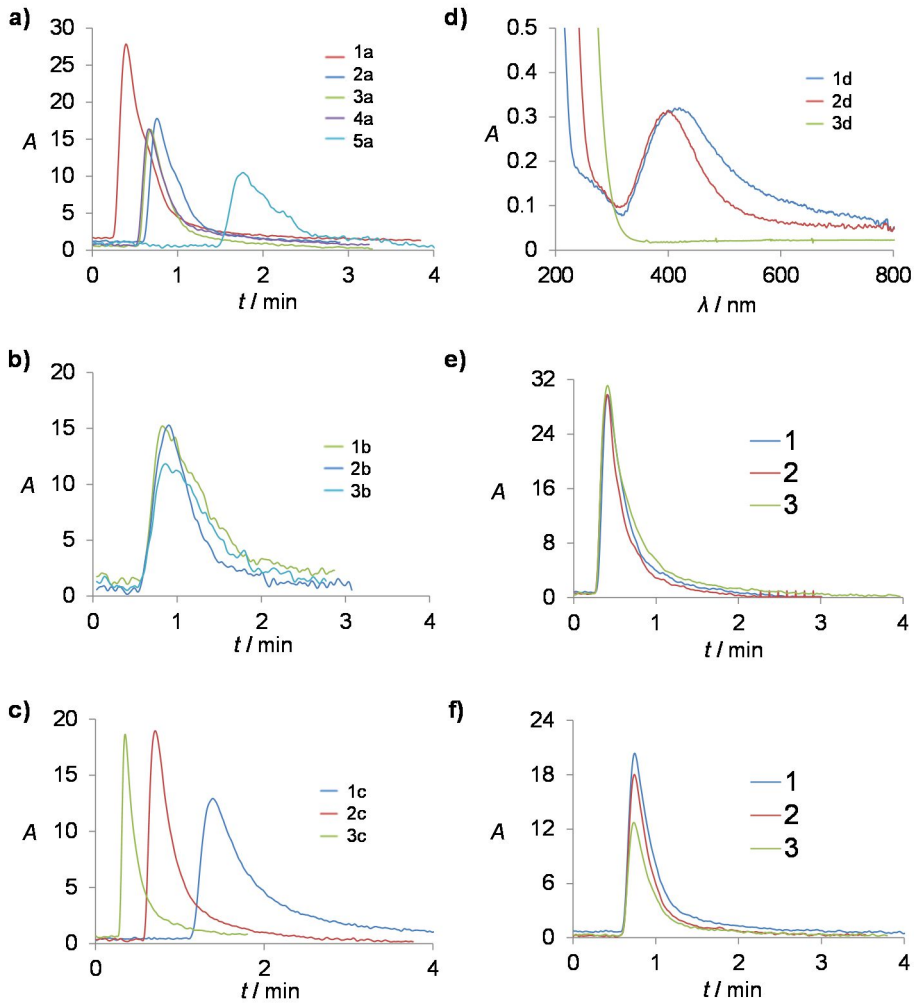 a)
30
25
20
15
10
5
0
A
0 1 2 3 4
t / min
1a
2a
3a
4a
5a
d)
0.5
0.4
0.3
0.2
0.1
0
A
200 400 600 800
λ / nm
1d
2d
3d
b)
20
15
10
5
0
A
0 1 2 3 4
t / min
1b
2b
3b
e)
32
24
16
8
0
A
0 1 2 3 4
t / min
1
2
3
c)
20
15
10
5
0
A
0 2 4
t / min
1c
2c
3c
f)
24
18
12
6
0
A
0 1 2 3 4
t / min
1
2
3